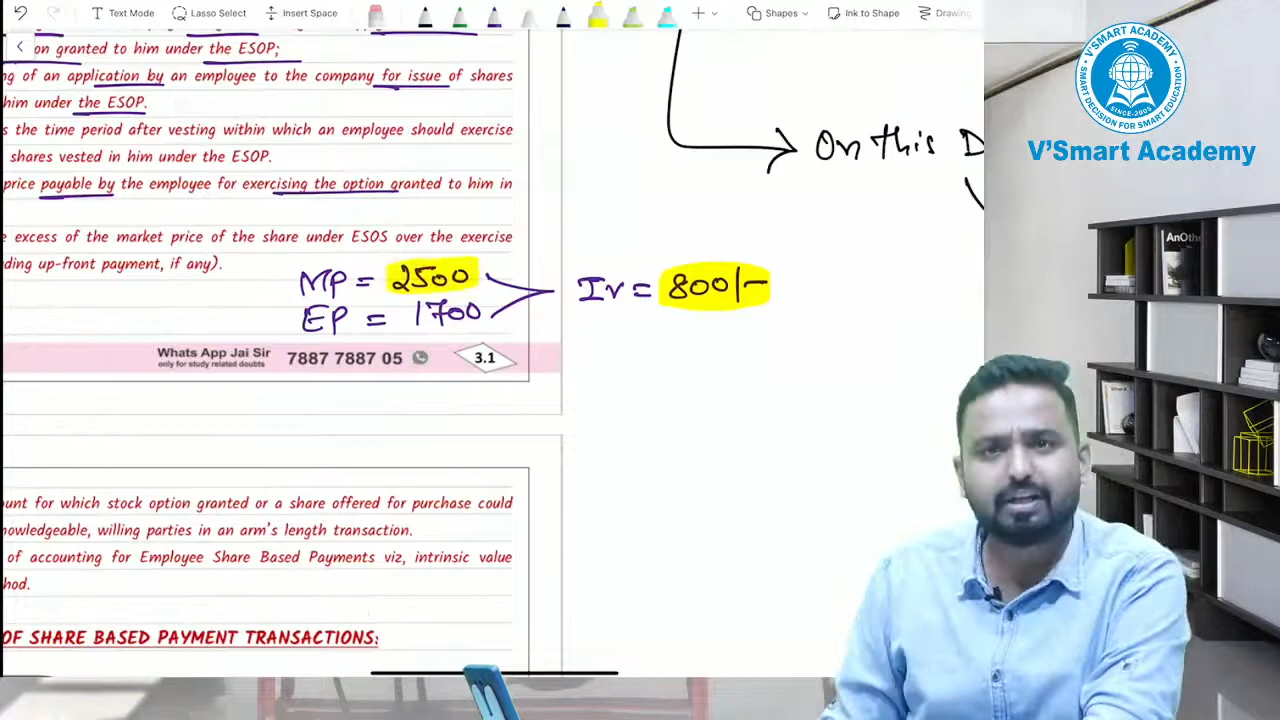 Text Mode
Lasso Select
Insert Space
Shapes
Ink to Shape
Drawing
on granted to him under the ESOP;
ng of an application by an employee to the company for issue of shares
him under the ESOP.
s the time period after vesting within which an employee should exercise
shares vested in him under the ESOP.
price payable by the employee for exercising the option granted to him in
e excess of the market price of the share under ESOS over the exercise
ding up-front payment, if any).
MP = 2500
EP = 1700
Iv = 800/-
On this D
Whats App Jai Sir
only for study related doubts
7887 7887 05
3.1
ount for which stock option granted or a share offered for purchase could
nowledgeable, willing parties in an arm's length transaction.
of accounting for Employee Share Based Payments viz, intrinsic value
hod.
OF SHARE BASED PAYMENT TRANSACTIONS:
V'SMART ACADEMY
SMART DECISION FOR SMART EDUCATION
SINCE-2005
V'Smart Academy
AnOthe